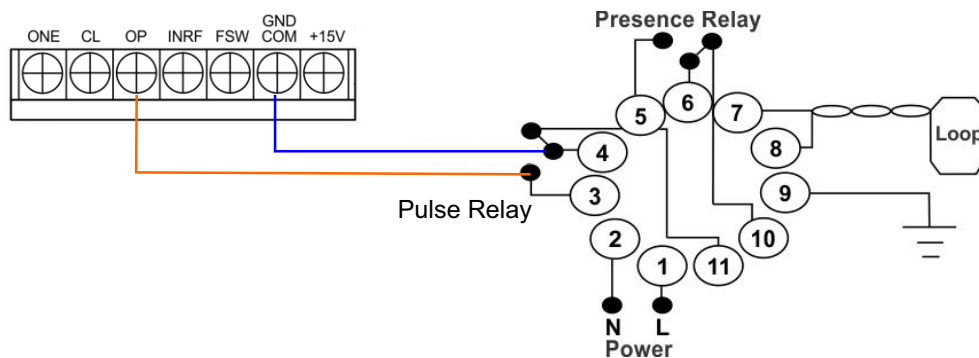 Presence Relay
ONE CL OP INRF FSW GND COM +15V
6
5
7
4
8
Loop
3
9
Pulse Relay
2
10
1
11
N L
Power